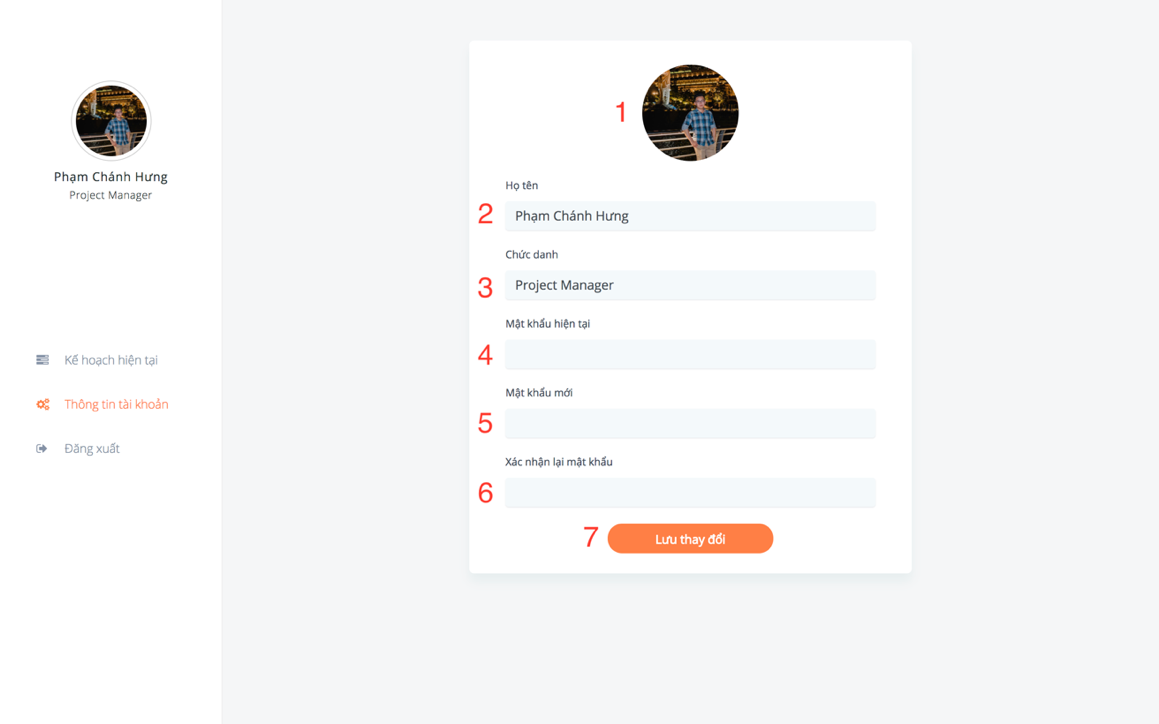 Phạm Chánh Hưng
Project Manager
Kế hoạch hiện tại
Thông tin tài khoản
Đăng xuất
1
Họ tên
2 Phạm Chánh Hưng
Chức danh
3 Project Manager
Mật khẩu hiện tại
4
Mật khẩu mới
5
Xác nhận lại mật khẩu
6
7 Lưu thay đổi